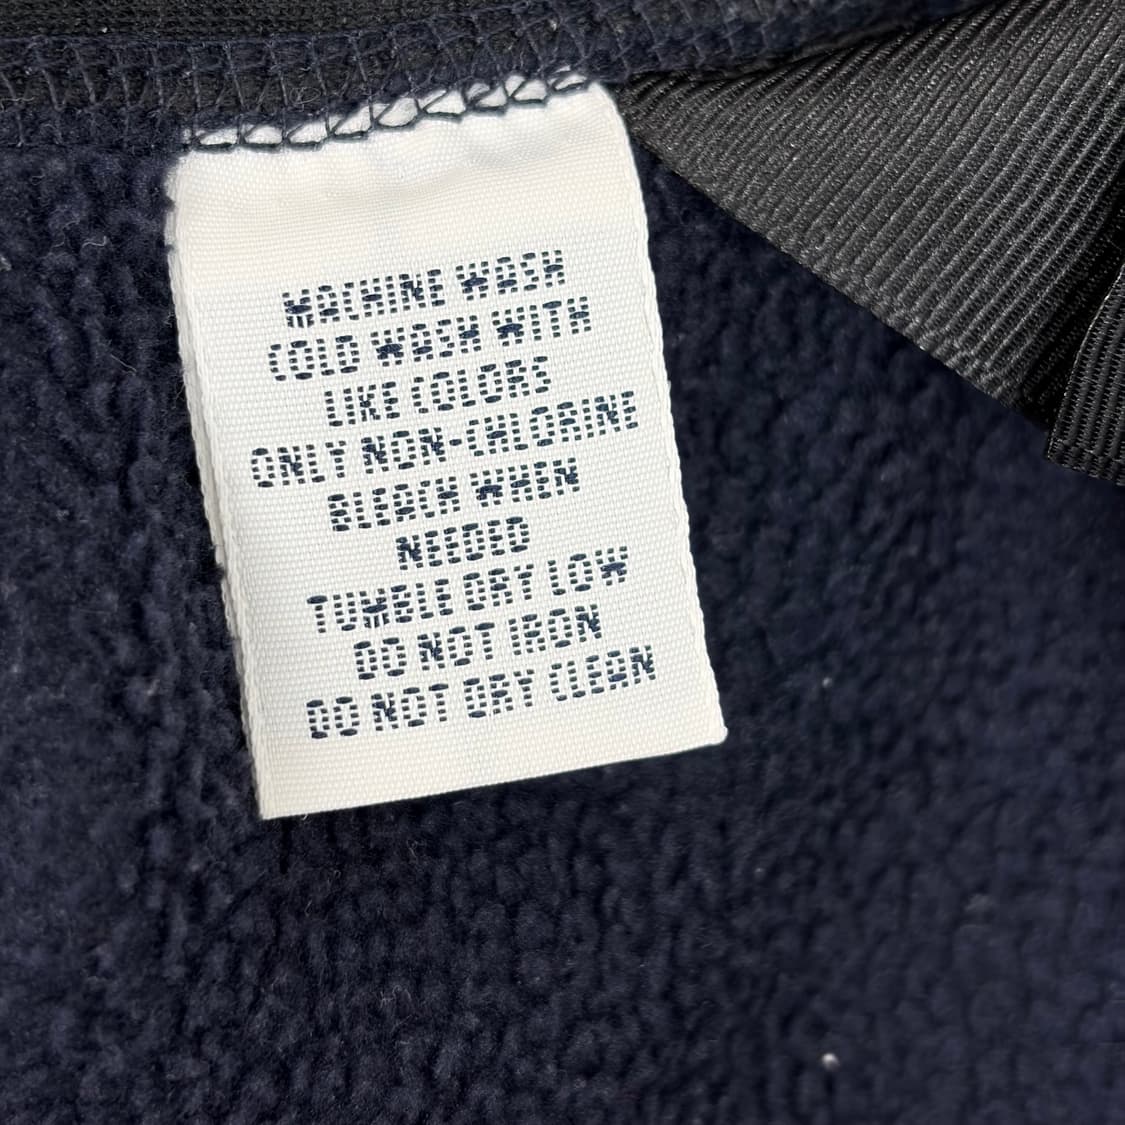 MACHINE WASH
COLD WASH WITH
LIKE COLORS
ONLY NON-CHLORINE
BLEACH WHEN
NEEDED
TUMBLE DRY LOW
DO NOT IRON
DO NOT DRY CLEAN